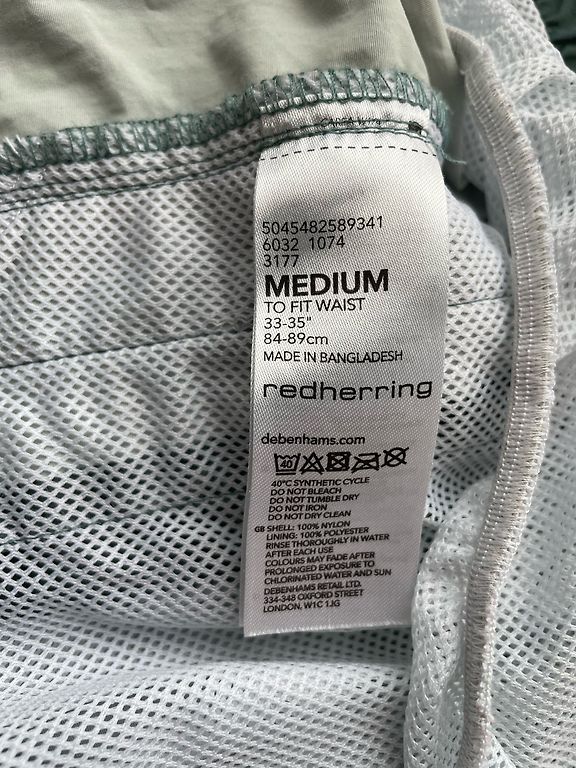 5045482589341
6032 1074
3177
MEDIUM
TO FIT WAIST
33-35"
84-89cm
MADE IN BANGLADESH
redherring
debenhams.com
40
40°C SYNTHETIC CYCLE
DO NOT BLEACH
DO NOT TUMBLE DRY
DO NOT IRON
DO NOT DRY CLEAN
GB SHELL: 100% NYLON
LINING: 100% POLYESTER
RINSE THOROUGHLY IN WATER
AFTER EACH USE
COLOURS MAY FADE AFTER
PROLONGED EXPOSURE TO
CHLORINATED WATER AND SUN
DEBENHAMS RETAIL LTD.
334-348 OXFORD STREET
LONDON, W1C 1JG